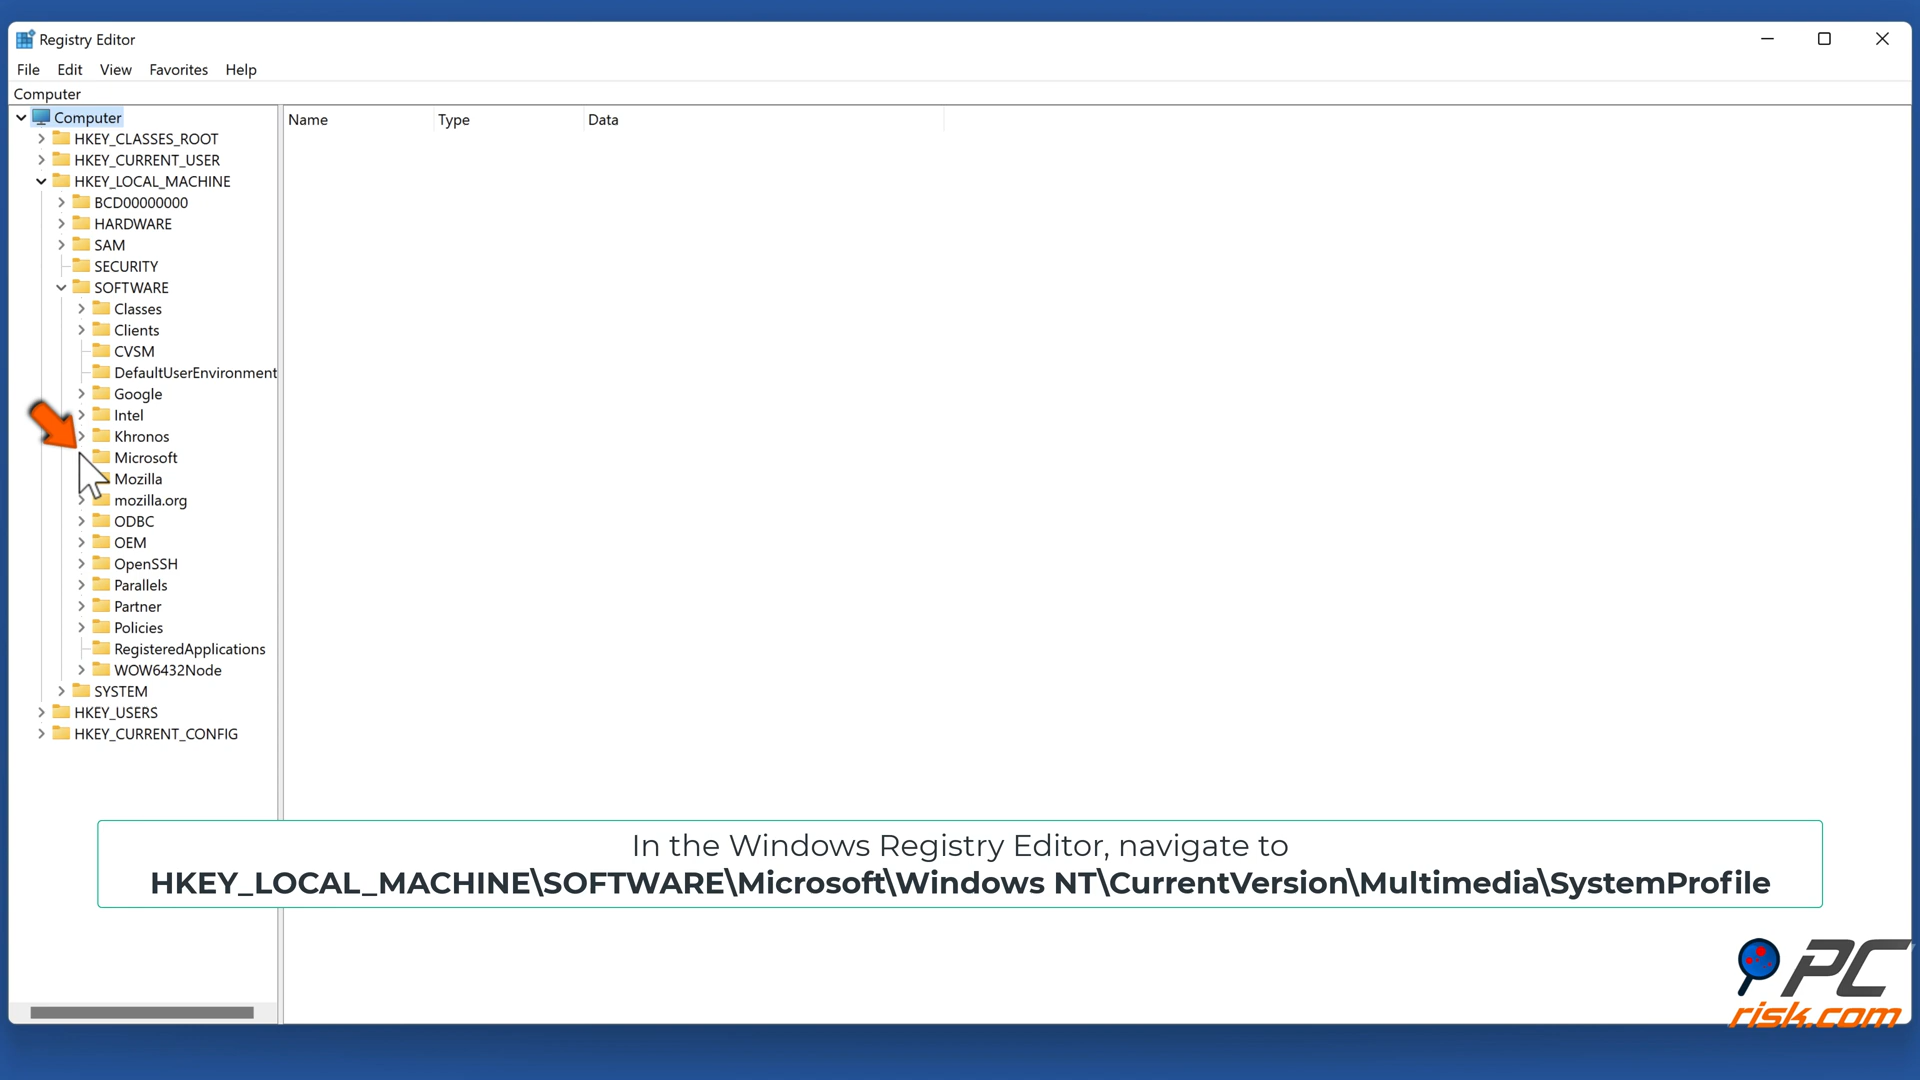 Registry Editor
File Edit View Favorites Help
Computer
Computer
HKEY_CLASSES_ROOT
HKEY_CURRENT_USER
HKEY_LOCAL_MACHINE
BCD00000000
HARDWARE
SAM
SECURITY
SOFTWARE
Classes
Clients
CVSM
DefaultUserEnvironment
Google
Intel
Khronos
Microsoft
Mozilla
mozilla.org
ODBC
OEM
OpenSSH
Parallels
Partner
Policies
RegisteredApplications
WOW6432Node
SYSTEM
HKEY_USERS
HKEY_CURRENT_CONFIG
Name Type Data
In the Windows Registry Editor, navigate to
HKEY_LOCAL_MACHINE\SOFTWARE\Microsoft\Windows NT\CurrentVersion\Multimedia\SystemProfile
PC
risk.com